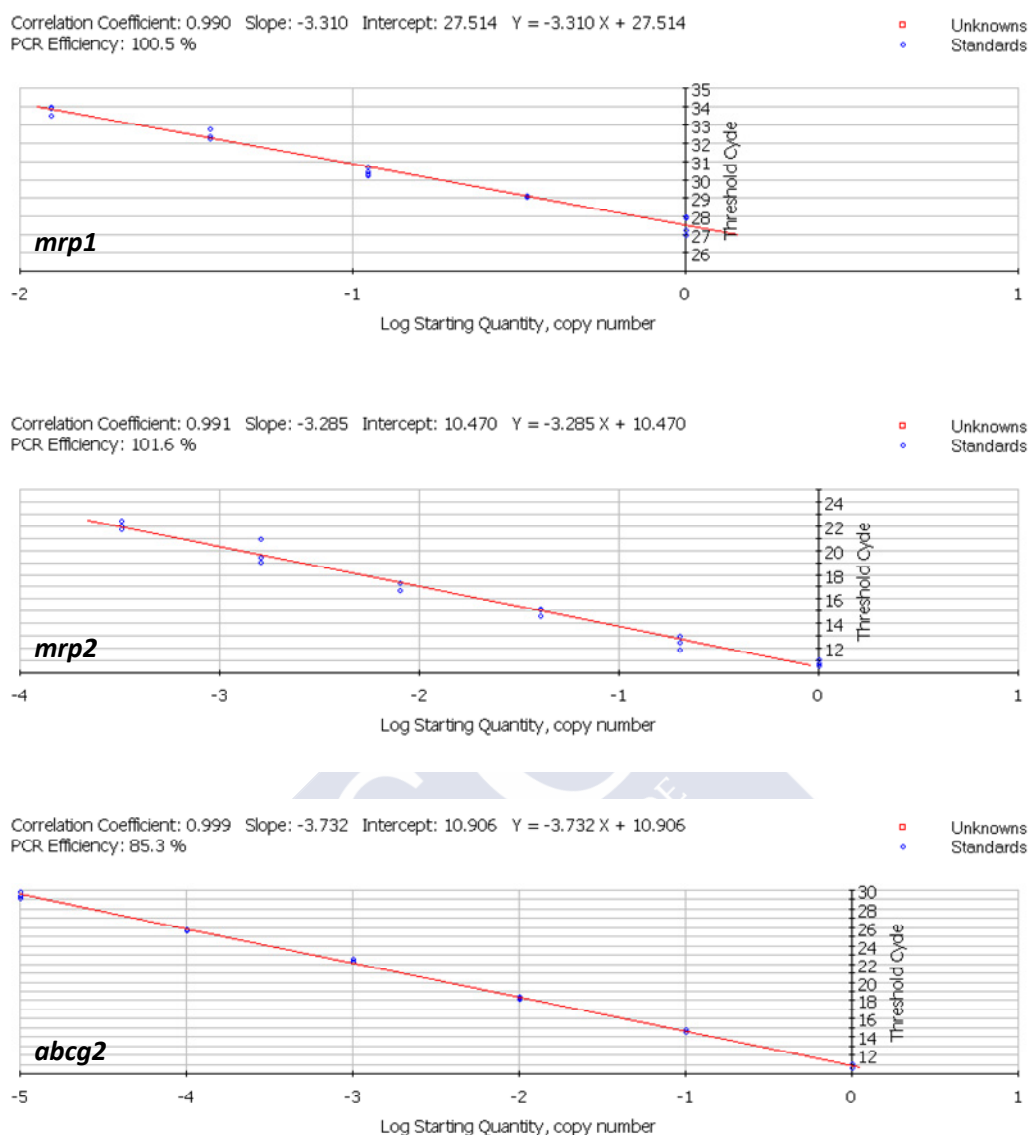 Correlation Coefficient: 0.990 Slope: -3.310 Intercept: 27.514 Y = -3.310 X + 27.514
PCR Efficiency: 100.5 %
Unknowns
Standards
35
34
33
32
31
30
29
28
27
26
Threshold Cycle
mrp1
-2 -1 0 1
Log Starting Quantity, copy number
Correlation Coefficient: 0.991 Slope: -3.285 Intercept: 10.470 Y = -3.285 X + 10.470
PCR Efficiency: 101.6 %
Unknowns
Standards
24
22
20
18
16
14
12
Threshold Cycle
mrp2
-4 -3 -2 -1 0 1
Log Starting Quantity, copy number
Correlation Coefficient: 0.999 Slope: -3.732 Intercept: 10.906 Y = -3.732 X + 10.906
PCR Efficiency: 85.3 %
Unknowns
Standards
30
28
26
24
22
20
18
16
14
12
Threshold Cycle
abcg2
-5 -4 -3 -2 -1 0 1
Log Starting Quantity, copy number